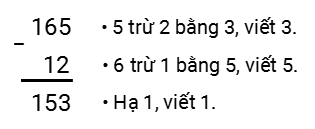 165 • 5 trừ 2 bằng 3, viết 3.
–
12 • 6 trừ 1 bằng 5, viết 5.
153 • Hạ 1, viết 1.